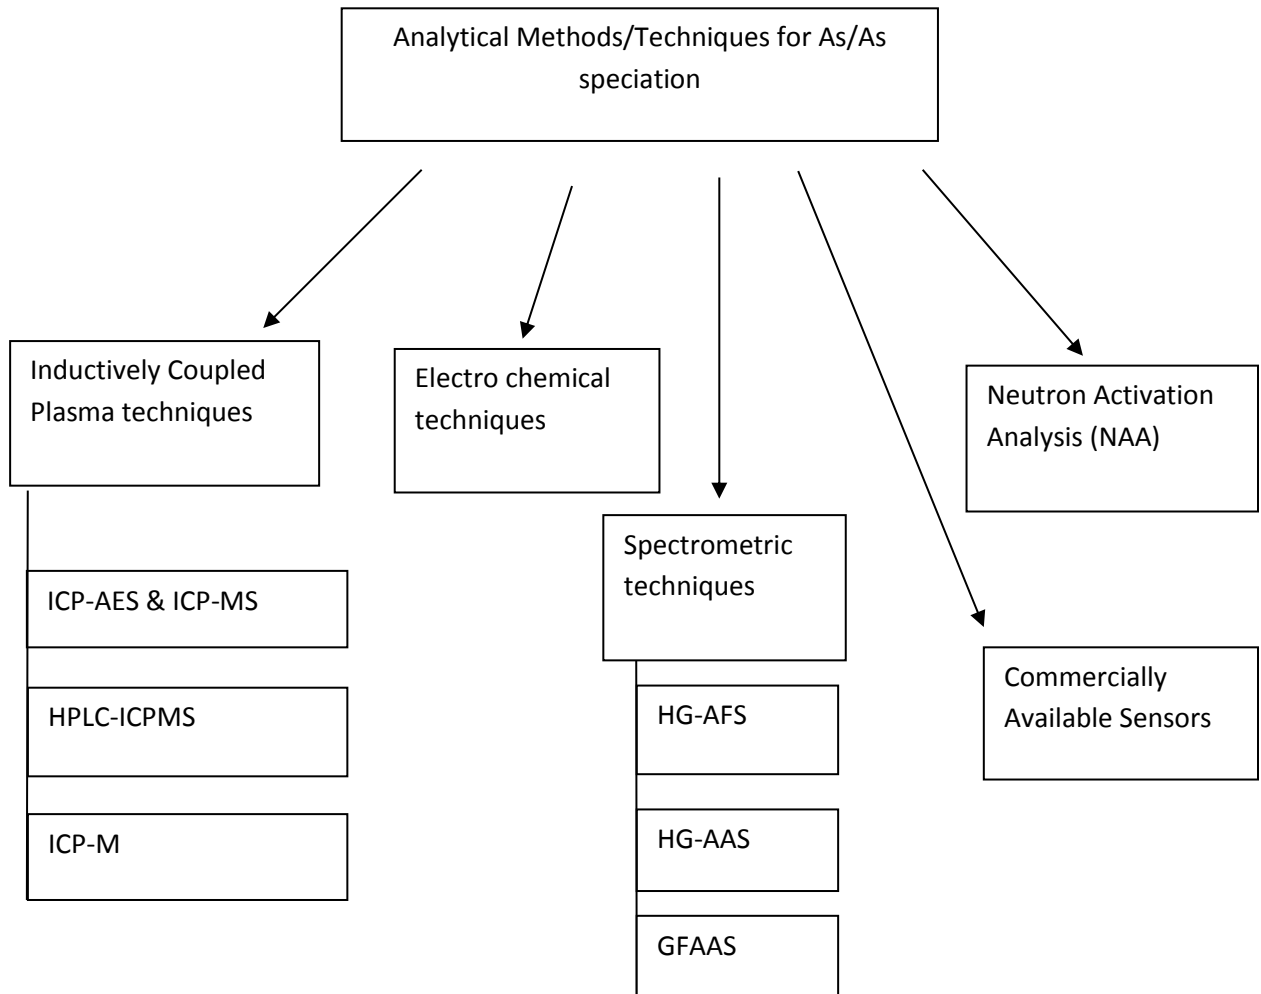 Analytical Methods/Techniques for As/As
speciation
Inductively Coupled
Plasma techniques
Electro chemical
techniques
Neutron Activation
Analysis (NAA)
Spectrometric
techniques
ICP-AES & ICP-MS
HPLC-ICPMS
ICP-M
HG-AFS
HG-AAS
GFAAS
Commercially
Available Sensors